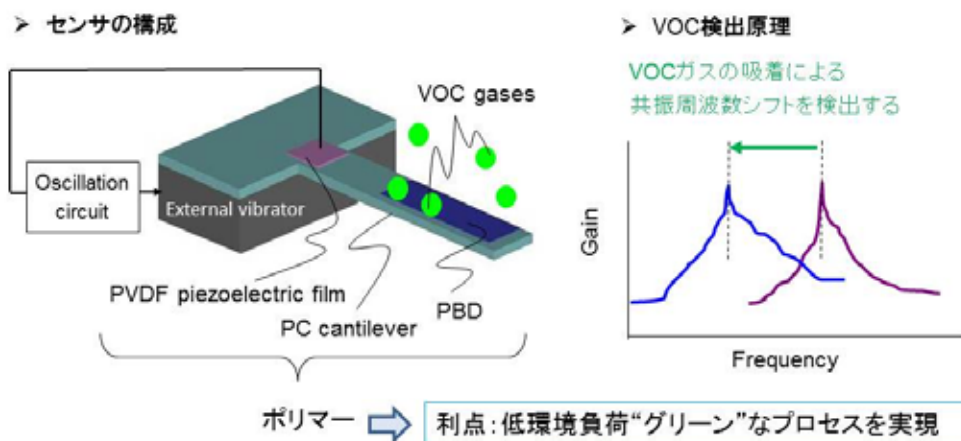 ➢ センサの構成
VOC gases
Oscillation
circuit
External vibrator
PVDF piezoelectric film
PC cantilever
PBD
➢ VOC検出原理
VOCガスの吸着による
共振周波数シフトを検出する
Gain
Frequency
ポリマー
利点：低環境負荷“グリーン”なプロセスを実現